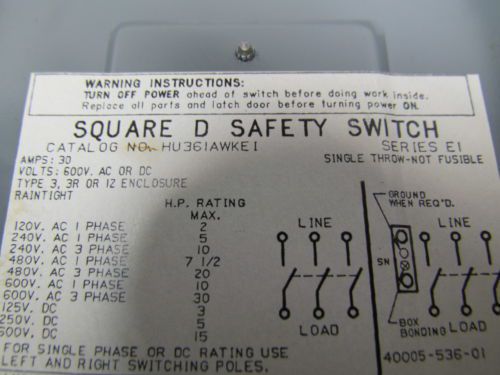 WARNING INSTRUCTIONS:
TURN OFF POWER ahead of switch before doing work inside.
Replace all parts and latch door before turning power ON.
SQUARE D SAFETY SWITCH
CATALOG NO. HU361AWKEI SERIES E1
AMPS: 30 SINGLE THROW-NOT FUSIBLE
VOLTS: 600V. AC OR DC
TYPE 3, 3R OR 12 ENCLOSURE
RAINTIGHT
H.P. RATING
MAX.
120V. AC 1 PHASE 2
240V. AC 1 PHASE 5
240V. AC 3 PHASE 10
480V. AC 1 PHASE 7 1/2
480V. AC 3 PHASE 20
600V. AC 1 PHASE 10
600V. AC 3 PHASE 30
125V. DC 3
250V. DC 5
600V. DC 15
FOR SINGLE PHASE OR DC RATING USE
LEFT AND RIGHT SWITCHING POLES.
LINE
LOAD
GROUND
WHEN REQ'D.
LINE
SN
BOX
BONDING
LOAD
40005-536-01